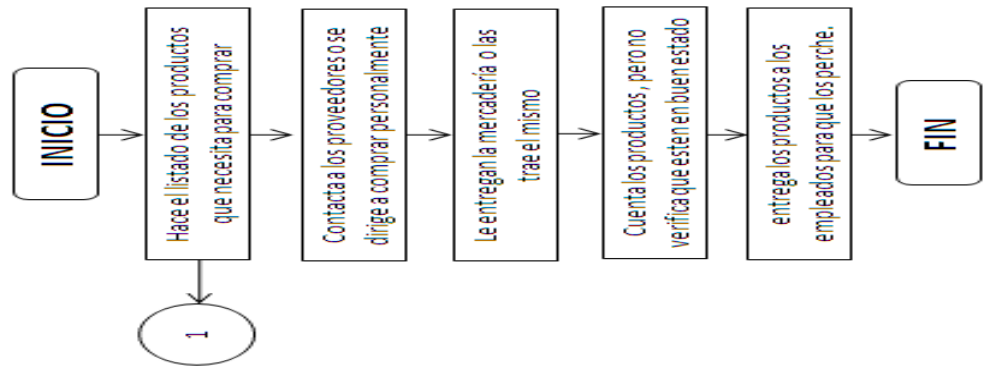 INICIO
Hace el listado de los productos
que necesita para comprar
1
Contacta a los proveedores o se
dirige a comprar personalmente
Le entregan la mercadería o las
trae el mismo
Cuenta los productos, pero no
verifica que esten en buen estado
entrega los productos a los
empleados para que los perche.
FIN